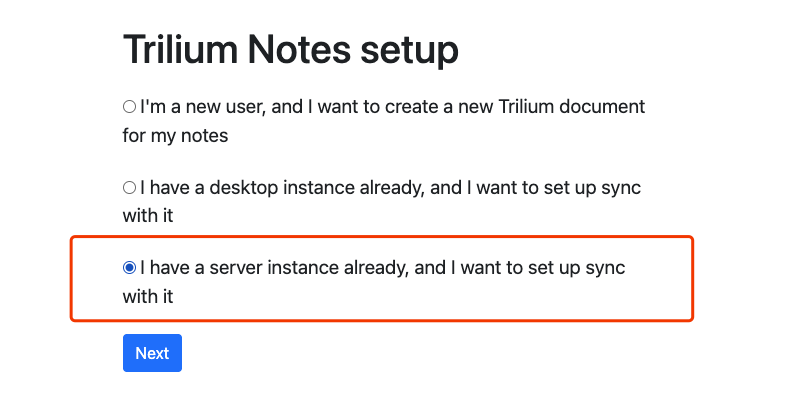 Trilium Notes setup
I'm a new user, and I want to create a new Trilium document
for my notes
I have a desktop instance already, and I want to set up sync
with it
I have a server instance already, and I want to set up sync
with it
Next